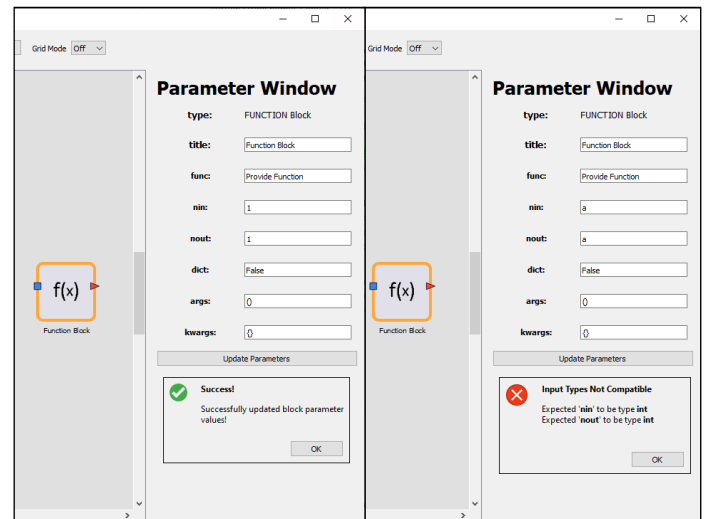 Grid Mode Off
Parameter Window
type: FUNCTION Block
title: Function Block
func: Provide Function
nin: 1
nout: 1
dict: False
args: ()
kwargs: {}
f(x)
Function Block
Update Parameters
Success!
Successfully updated block parameter
values!
OK
Grid Mode Off
Parameter Window
type: FUNCTION Block
title: Function Block
func: Provide Function
nin: a
nout: a
dict: False
args: ()
kwargs: {}
f(x)
Function Block
Update Parameters
Input Types Not Compatible
Expected 'nin' to be type int
Expected 'nout' to be type int
OK